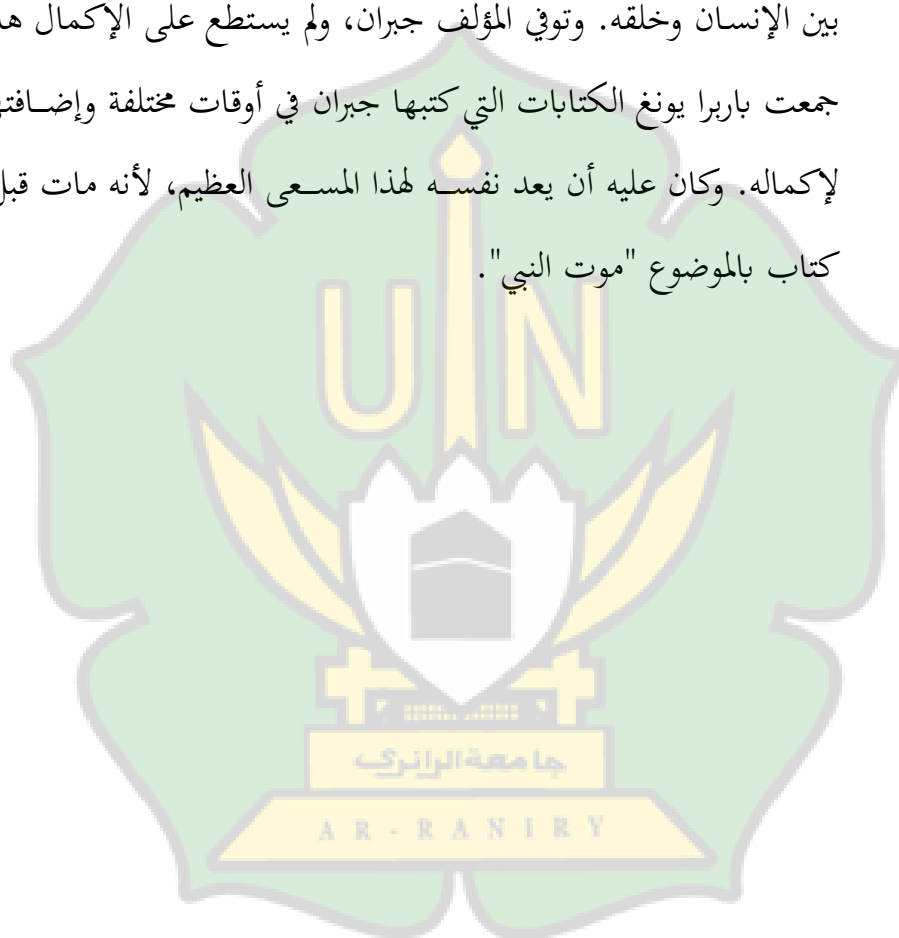 بين الإنسان وخلقه. وتوفي المؤلف جبران، ولم يستطع على الإكمال
جمعت باربرا يونغ الكتابات التي كتبها جبران في أوقات مختلفة
لإكماله. وكان عليه أن يعد نفسه لهذا المسعى العظيم، لأنه مات قبل
كتاب بالموضوع "موت النبي".
UIN
جامعة الرانري
AR-RANIRY